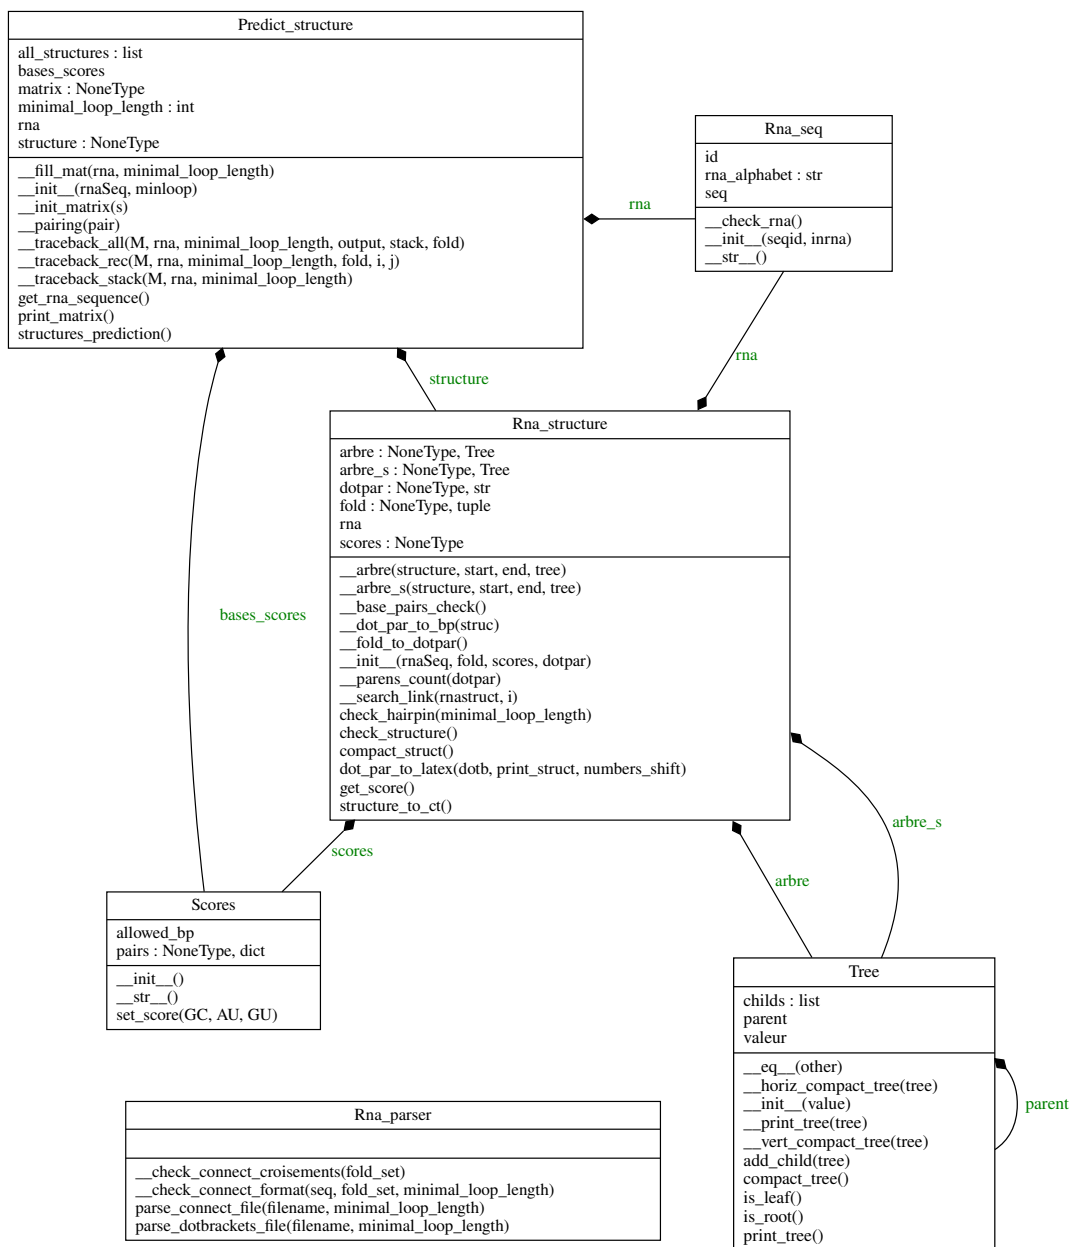 Predict_structure
all_structures : list
bases_scores
matrix : NoneType
minimal_loop_length : int
rna
structure : NoneType
__fill_mat(rna, minimal_loop_length)
__init__(rnaSeq, minloop)
__init_matrix(s)
__pairing(pair)
__traceback_all(M, rna, minimal_loop_length, output, stack, fold)
__traceback_rec(M, rna, minimal_loop_length, fold, i, j)
__traceback_stack(M, rna, minimal_loop_length)
get_rna_sequence()
print_matrix()
structures_prediction()
rna
Rna_seq
id
rna_alphabet : str
seq
__check_rna()
__init__(seqid, inrna)
__str__()
rna
structure
Rna_structure
arbre : NoneType, Tree
arbre_s : NoneType, Tree
dotpar : NoneType, str
fold : NoneType, tuple
rna
scores : NoneType
__arbre(structure, start, end, tree)
__arbre_s(structure, start, end, tree)
__base_pairs_check()
__dot_par_to_bp(struc)
__fold_to_dotpar()
__init__(rnaSeq, fold, scores, dotpar)
__parens_count(dotpar)
__search_link(rnastruct, i)
check_hairpin(minimal_loop_length)
check_structure()
compact_struct()
dot_par_to_latex(dotb, print_struct, numbers_shift)
get_score()
structure_to_ct()
bases_scores
scores
arbre
arbre_s
Scores
allowed_bp
pairs : NoneType, dict
__init__()
__str__()
set_score(GC, AU, GU)
Tree
childs : list
parent
valeur
__eq__(other)
__horiz_compact_tree(tree)
__init__(value)
__print_tree(tree)
__vert_compact_tree(tree)
add_child(tree)
compact_tree()
is_leaf()
is_root()
print_tree()
parent
Rna_parser
__check_connect_croisements(fold_set)
__check_connect_format(seq, fold_set, minimal_loop_length)
parse_connect_file(filename, minimal_loop_length)
parse_dotbrackets_file(filename, minimal_loop_length)